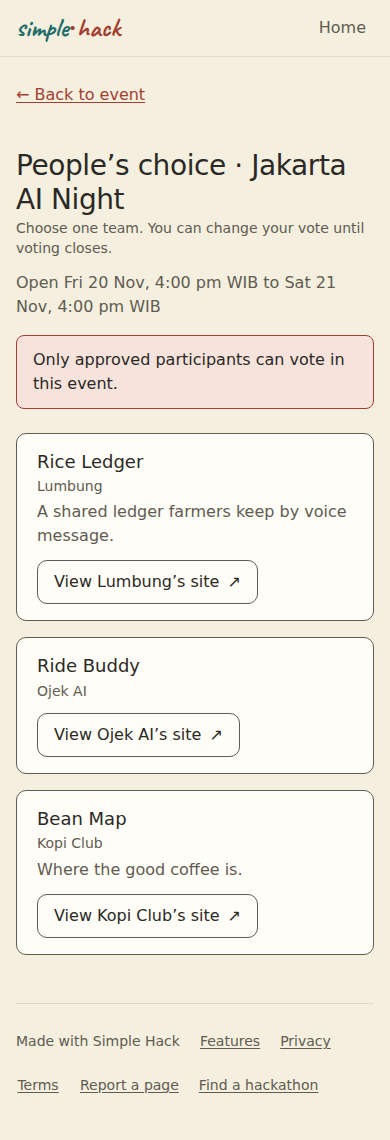 simple·hack
Home
← Back to event
People’s choice · Jakarta
AI Night
Choose one team. You can change your vote until
voting closes.
Open Fri 20 Nov, 4:00 pm WIB to Sat 21
Nov, 4:00 pm WIB
Only approved participants can vote in
this event.
Rice Ledger
Lumbung
A shared ledger farmers keep by voice
message.
View Lumbung’s site ↗
Ride Buddy
Ojek AI
View Ojek AI’s site ↗
Bean Map
Kopi Club
Where the good coffee is.
View Kopi Club’s site ↗
Made with Simple Hack Features Privacy
Terms Report a page Find a hackathon